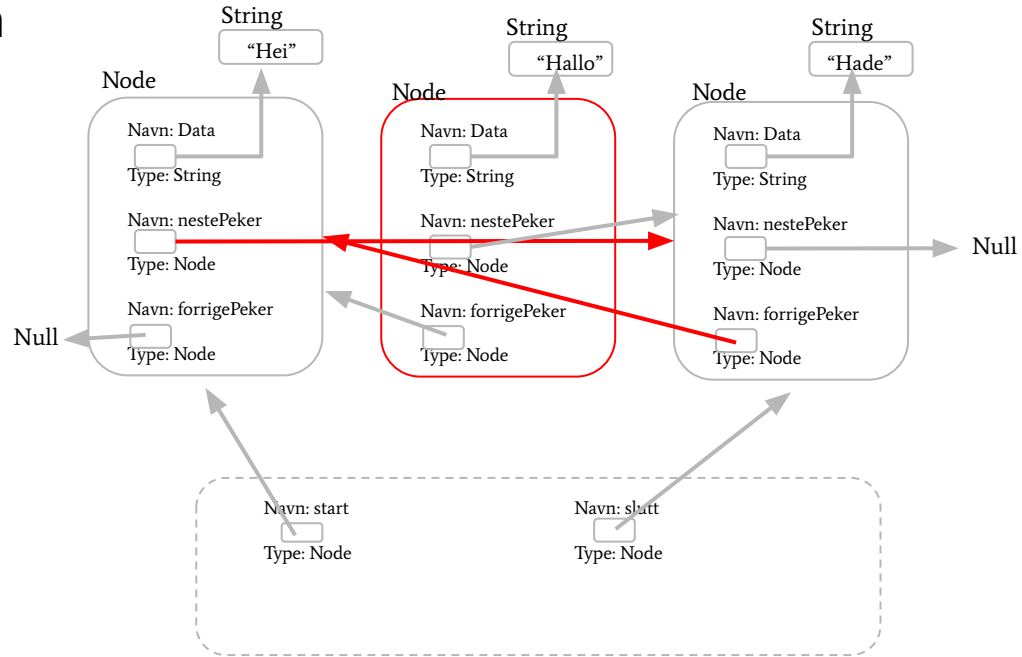 String
"Hei"
Node
Navn: Data
Type: String
Navn: nestePeker
Type: Node
Navn: forrigePeker
Type: Node
Null
String
"Hallo"
Node
Navn: Data
Type: String
Navn: nestePeker
Type: Node
Navn: forrigePeker
Type: Node
String
"Hade"
Node
Navn: Data
Type: String
Navn: nestePeker
Type: Node
Navn: forrigePeker
Type: Node
Null
Navn: start
Type: Node
Navn: slutt
Type: Node